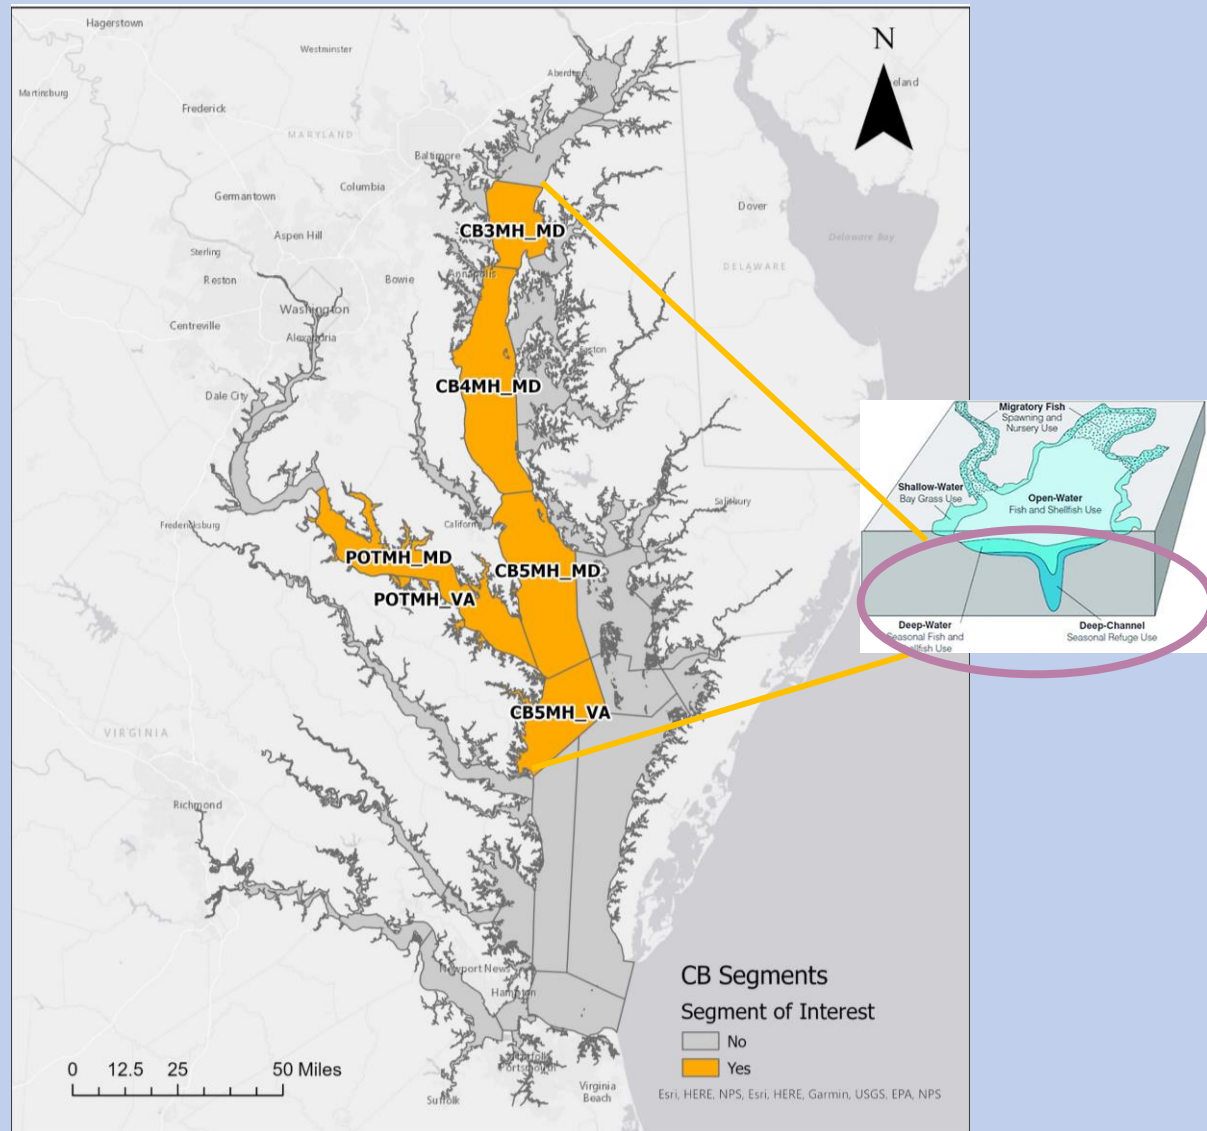 Hagerstown
Westminster
Martinsburg
Frederick
MARYLAND
Baltimore
Columbia
Germantown
Aspen Hill
Sterling
Reston
Bowie
Annapolis
Washington
Centreville
Alexandria
Dale City
Fredericksburg
VIRGINIA
Richmond
Newport News
Hampton
Portsmouth
Suffolk
Virginia
Beach
Dover
Delaware Bay
DELAWARE
Salisbury
N
CB3MH_MD
CB4MH_MD
CB5MH_MD
POTMH_MD
POTMH_VA
CB5MH_VA
Migratory Fish
Spawning and
Nursery Use
Shallow-Water
Bay Grass Use
Open-Water
Fish and Shellfish Use
Deep-Water
Seasonal Fish and
Deep-Channel
Seasonal Refuge Use
CB Segments
Segment of Interest
No
Yes
0 12.5 25 50 Miles
Esri, HERE, NPS, Esri, HERE, Garmin, USGS, EPA, NPS